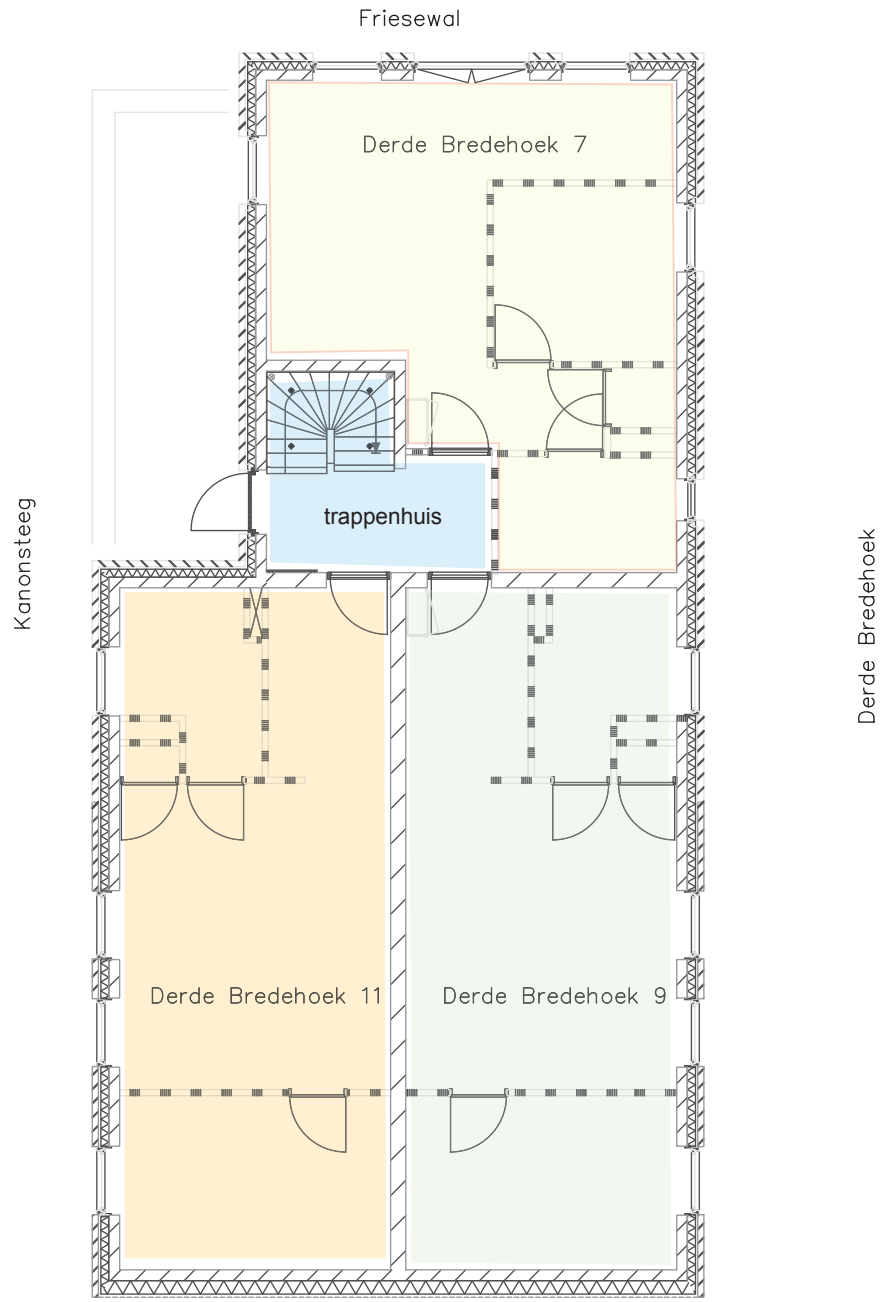 Friesewal
Derde Bredehoek 7
trappenhuis
Kanonsteeg
Derde Bredehoek
Derde Bredehoek 11
Derde Bredehoek 9